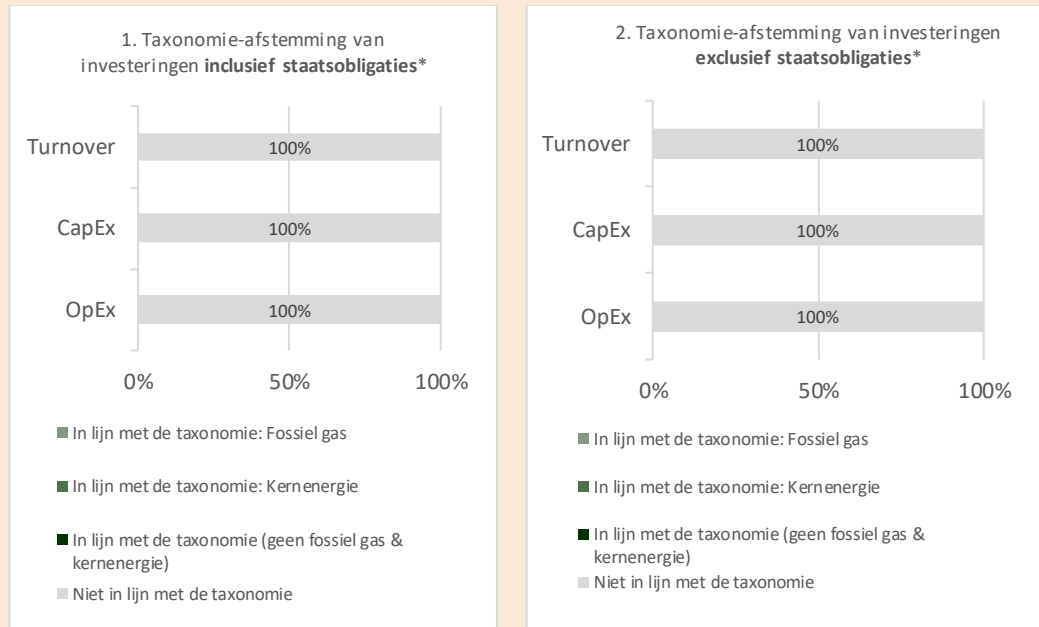 1. Taxonomie-afstemming van
investeringen inclusief staatsobligaties*
Turnover
100%
CapEx
100%
OpEx
100%
0%
50%
100%
In lijn met de taxonomie: Fossiel gas
In lijn met de taxonomie: Kernenergie
In lijn met de taxonomie (geen fossiel gas &
kernenergie)
Niet in lijn met de taxonomie
2. Taxonomie-afstemming van investeringen
exclusief staatsobligaties*
Turnover
100%
CapEx
100%
OpEx
100%
0%
50%
100%
In lijn met de taxonomie: Fossiel gas
In lijn met de taxonomie: Kernenergie
In lijn met de taxonomie (geen fossiel gas &
kernenergie)
Niet in lijn met de taxonomie